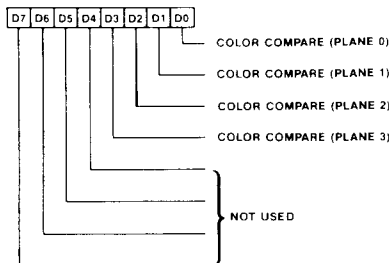 D7 D6 D5 D4 D3 D2 D1 D0
COLOR COMPARE (PLANE 0)
COLOR COMPARE (PLANE 1)
COLOR COMPARE (PLANE 2)
COLOR COMPARE (PLANE 3)
NOT USED